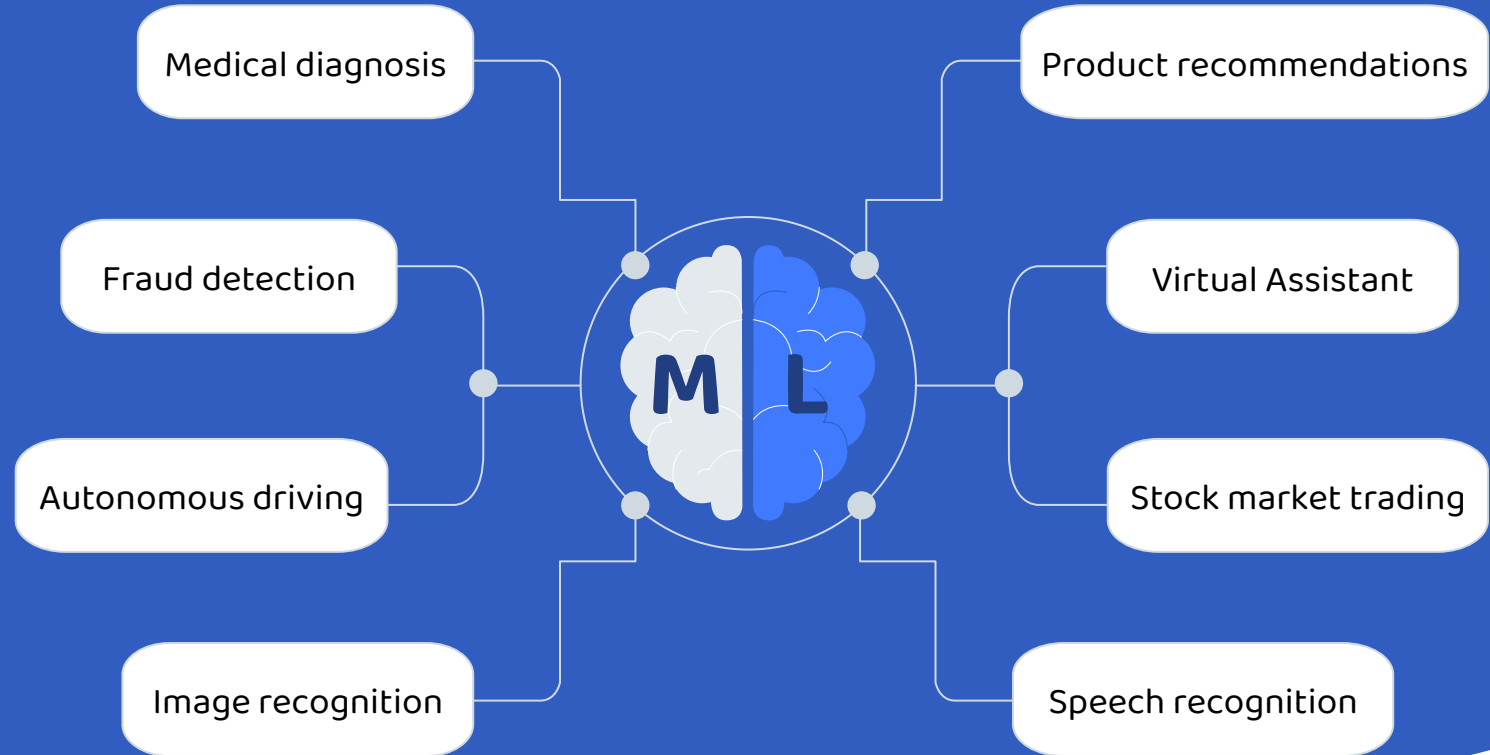 Medical diagnosis
Product recommendations
Fraud detection
Virtual Assistant
M L
Autonomous driving
Stock market trading
Image recognition
Speech recognition